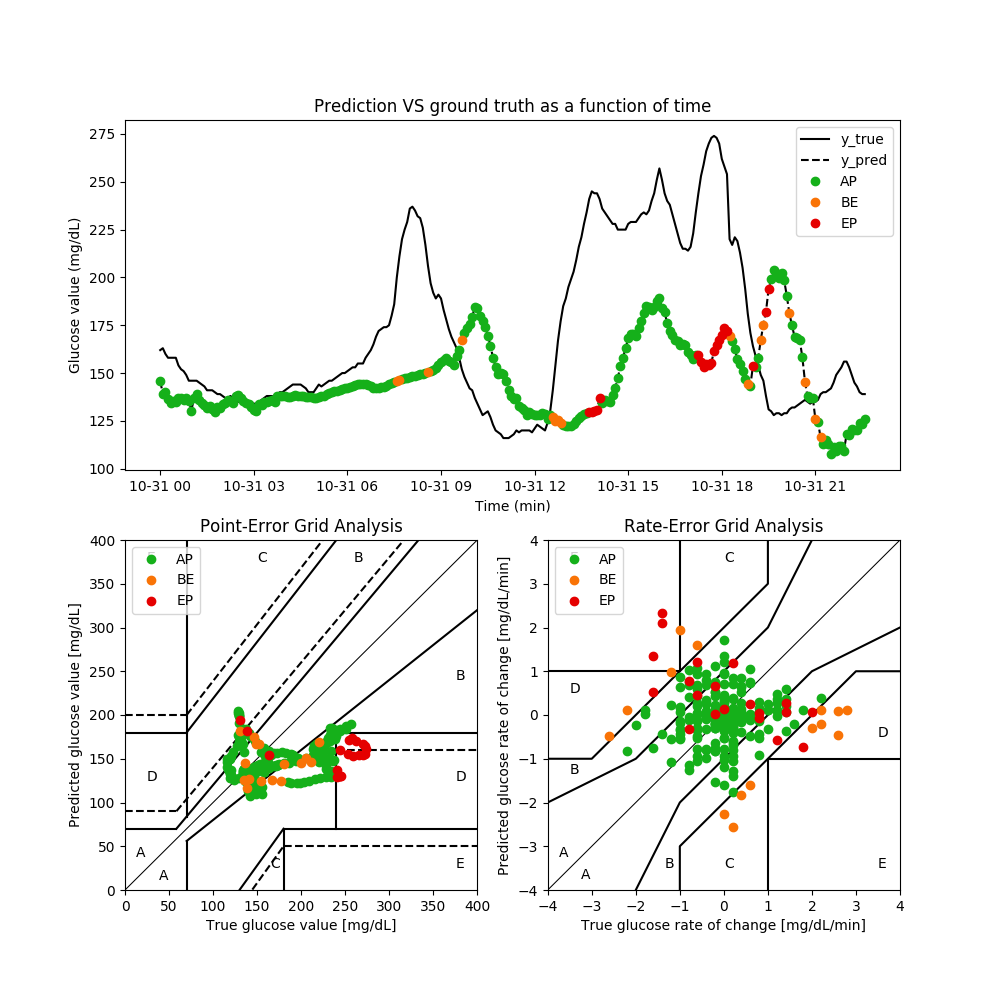 Prediction VS ground truth as a function of time
Glucose value (mg/dL)
275
250
225
200
175
150
125
100
y_true
y_pred
AP
BE
EP
10-31 00 10-31 03 10-31 06 10-31 09 10-31 12 10-31 15 10-31 18 10-31 21
Time (min)
Point-Error Grid Analysis
Predicted glucose value [mg/dl]
400
350
300
250
200
150
100
50
0
AP
BE
EP
C B
B
D D
A
A
C E
0 50 100 150 200 250 300 350 400
True glucose value [mg/dL]
Rate-Error Grid Analysis
Predicted glucose rate of change [mg/dL/min]
4
3
2
1
0
−1
−2
−3
−4
AP
BE
EP
C
D
D
B
A
A
B C E
−4 −3 −2 −1 0 1 2 3 4
True glucose rate of change [mg/dL/min]